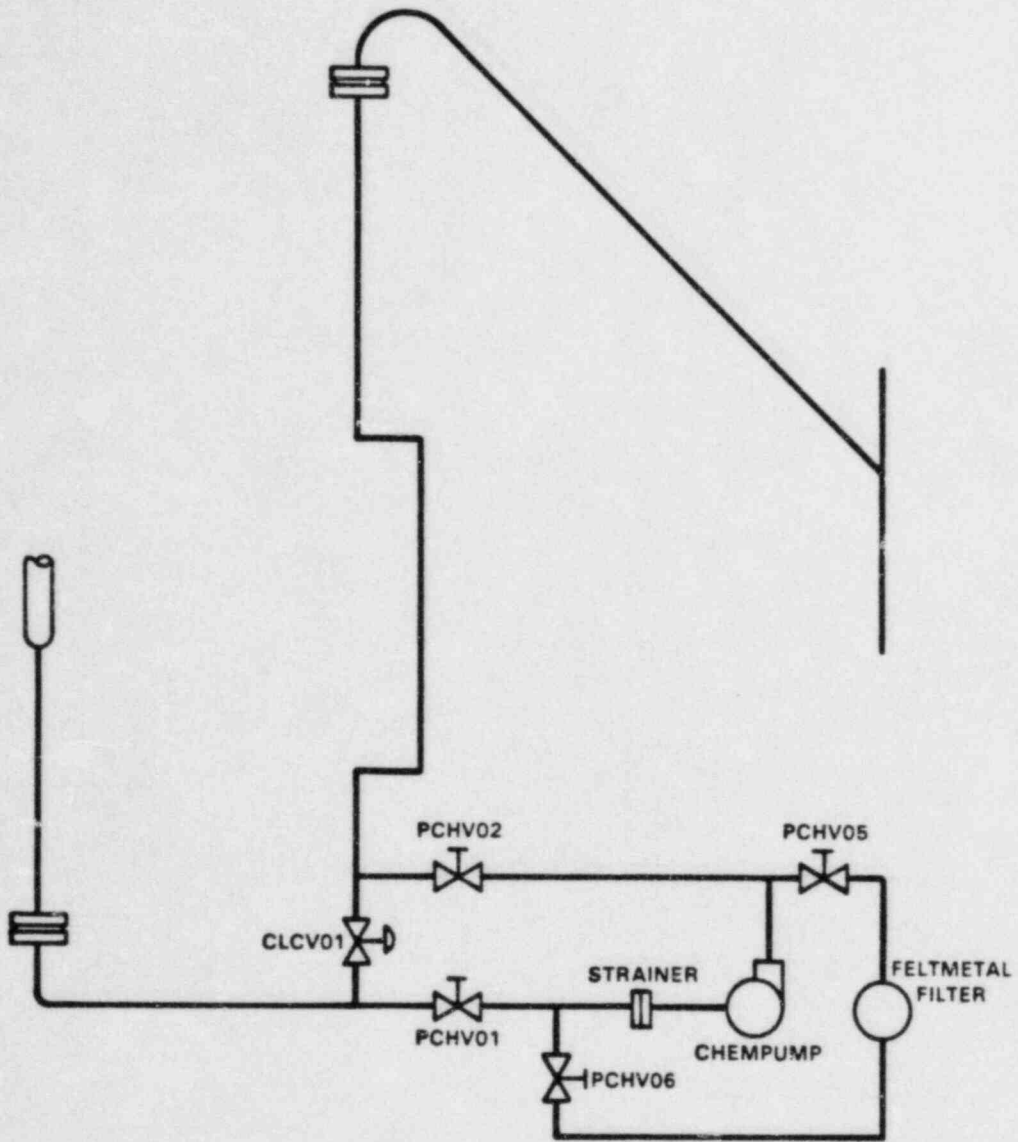 PCHV02
PCHV05
CLCV01
STRAINER
FELTMETAL
FILTER
PCHV01
CHEMPUMP
PCHV06